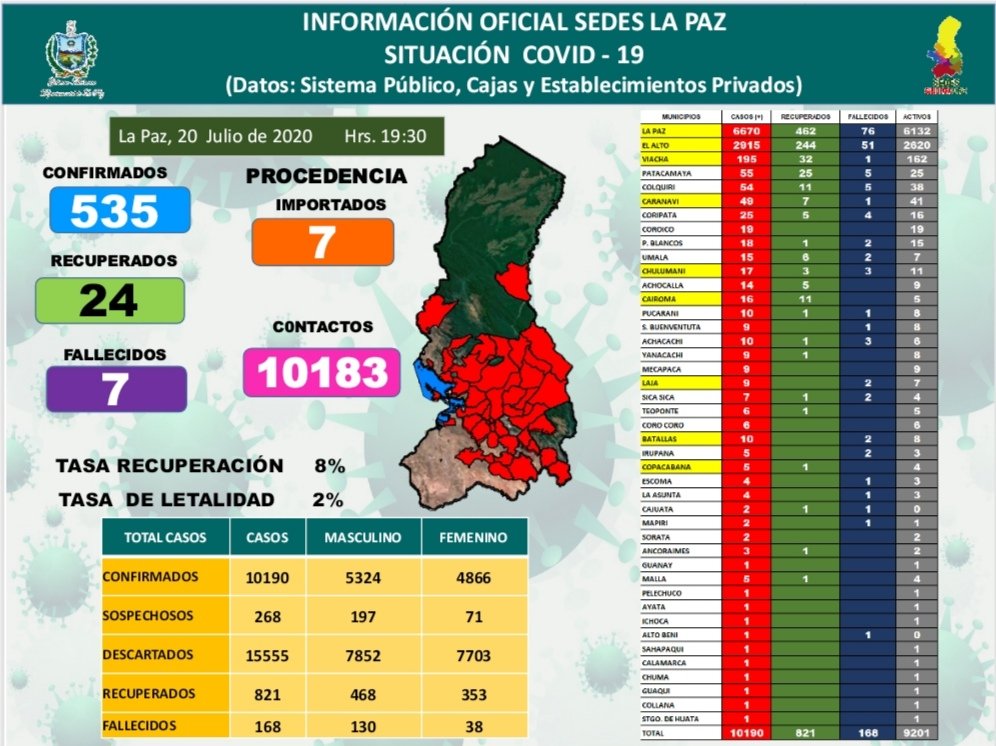 INFORMACIÓN OFICIAL SEDES LA PAZ
SITUACIÓN COVID - 19
(Datos: Sistema Público, Cajas y Establecimientos Privados)
SEDES
La Paz, 20 Julio de 2020 Hrs. 19:30
CONFIRMADOS
535
RECUPERADOS
24
FALLECIDOS
7
PROCEDENCIA
IMPORTADOS
7
C0NTACTOS
10183
TASA RECUPERACIÓN 8%
TASA DE LETALIDAD 2%
TOTAL CASOS CASOS MASCULINO FEMENINO
CONFIRMADOS 10190 5324 4866
SOSPECHOSOS 268 197 71
DESCARTADOS 15555 7852 7703
RECUPERADOS 821 468 353
FALLECIDOS 168 130 38
MUNICIPIOS CASOS (+) RECUPERADOS FALLECIDOS ACTIVOS
LA PAZ 6670 462 76 6132
EL ALTO 2915 244 51 2620
VIACHA 195 32 1 162
PATACAMAYA 55 25 5 25
COLQUIRI 54 11 5 38
CARANAVI 49 7 1 41
CORIPATA 25 5 4 16
COROICO 19 19
P. BLANCOS 18 1 2 15
UMALA 15 6 2 7
CHULUMANI 17 3 3 11
ACHOCALLA 14 5 9
CAIROMA 16 11 5
PUCARANI 10 1 1 8
S. BUENVENTUTA 9 1 8
ACHACACHI 10 1 3 6
YANACACHI 9 1 8
MECAPACA 9 9
LAJA 9 2 7
SICA SICA 7 1 2 4
TEOPONTE 6 1 5
CORO CORO 6 6
BATALLAS 10 2 8
IRUPANA 5 2 3
COPACABANA 5 1 4
ESCOMA 4 1 3
LA ASUNTA 4 1 3
CAJUATA 2 1 1 0
MAPIRI 2 1 1
SORATA 2 2
ANCORAIMES 3 1 2
GUANAY 1 1
MALLA 5 1 4
PELECHUCO 1 1
AYATA 1 1
ICHOCA 1 1
ALTO BENI 1 1 0
SAHAPAQUI 1 1
CALAMARCA 1 1
CHUMA 1 1
GUAQUI 1 1
COLLANA 1 1
STGO. DE HUATA 1 1
TOTAL 10190 821 168 9201